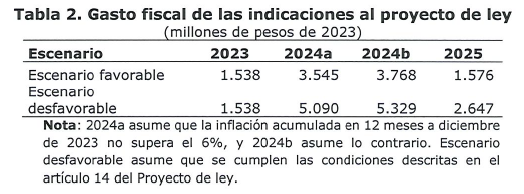 Tabla 2. Gasto fiscal de las indicaciones al proyecto de ley
(millones de pesos de 2023)
Escenario 2023 2024a 2024b 2025
Escenario favorable 1.538 3.545 3.768 1.576
Escenario
desfavorable 1.538 5.090 5.329 2.647
Nota: 2024a asume que la inflación acumulada en 12 meses a diciembre
de 2023 no supera el 6%, y 2024b asume lo contrario. Escenario
desfavorable asume que se cumplen las condiciones descritas en el
artículo 14 del Proyecto de ley.